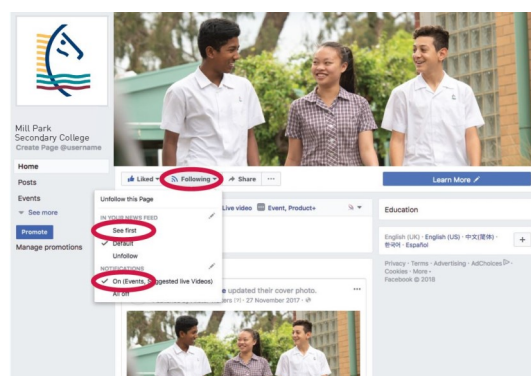 Mill Park
Secondary College
Create Page @username
Home
Posts
Events
See more
Promote
Manage promotions
Liked Following Share ...
Learn More
Unfollow this Page
IN YOUR NEWS FEED
See first
Default
Unfollow
NOTIFICATIONS
On (Events, Suggested live Videos)
All off
Live video Event, Product+
updated their cover photo.
27 November 2017
Education
English (UK) · English (US) · 中文(简体) ·
한국어 · Español
Privacy · Terms · Advertising · AdChoices ·
Cookies · More ·
Facebook © 2018